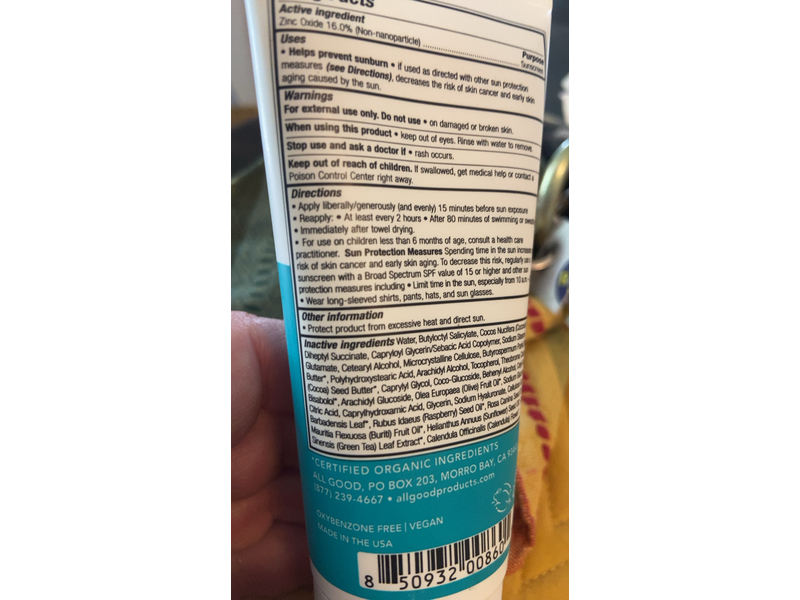 Active ingredient
Purpose
Zinc Oxide 16.0% (Non-nanoparticle) ........................ Sunscreen
Uses
• Helps prevent sunburn • if used as directed with other sun protection
measures (see Directions), decreases the risk of skin cancer and early skin
aging caused by the sun.
Warnings
For external use only. Do not use • on damaged or broken skin.
When using this product • keep out of eyes. Rinse with water to remove.
Stop use and ask a doctor if • rash occurs.
Keep out of reach of children. If swallowed, get medical help or contact a
Poison Control Center right away.
Directions
• Apply liberally/generously (and evenly) 15 minutes before sun exposure
• Reapply: • At least every 2 hours • After 80 minutes of swimming or
• Immediately after towel drying.
• For use on children less than 6 months of age, consult a health care
practitioner. Sun Protection Measures Spending time in the sun
risk of skin cancer and early skin aging. To decrease this risk, regularly
sunscreen with a Broad Spectrum SPF value of 15 or higher and other sun
protection measures including • Limit time in the sun, especially from 10
• Wear long-sleeved shirts, pants, hats, and sun glasses.
Other information
• Protect product from excessive heat and direct sun.
Inactive ingredients Water, Butyloctyl Salicylate, Cocos Nucifera
Diheptyl Succinate, Capryloyl Glycerin/Sebacic Acid Copolymer, Sodium
Glutamate, Cetearyl Alcohol, Microcrystalline Cellulose, Butyrospermum
Butter*, Polyhydroxystearic Acid, Arachidyl Alcohol, Tocopherol, Theobroma
(Cocoa) Seed Butter*, Caprylyl Glycol, Coco-Glucoside, Behenyl Alcohol,
Bisabolol*, Arachidyl Glucoside, Olea Europaea (Olive) Fruit Oil*, Sodium
Citric Acid, Caprylhydroxamic Acid, Glycerin, Sodium Hyaluronate,
Barbadensis Leaf*, Rubus Idaeus (Raspberry) Seed Oil*, Rosa Canina
Mauritia Flexuosa (Buriti) Fruit Oil*, Helianthus Annuus (Sunflower) Seed
Sinensis (Green Tea) Leaf Extract*, Calendula Officinalis (Calendula)
*CERTIFIED ORGANIC INGREDIENTS
ALL GOOD, PO BOX 203, MORRO BAY, CA
(877) 239-4667 • allgoodproducts.com
OXYBENZONE FREE | VEGAN
MADE IN THE USA
8 50932 00860